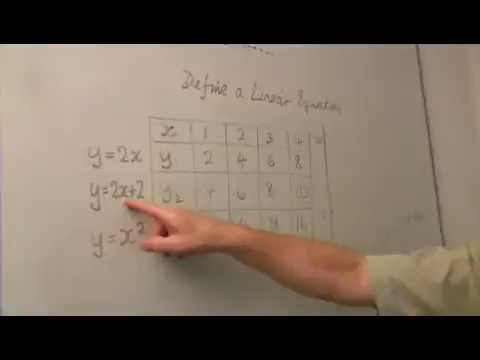 Define a Linear Equation
x 1 2 3 4
y=2x y 2 4 6 8
y=2x+2 y₂ 4 6 8 10
y=x² 4 9 16